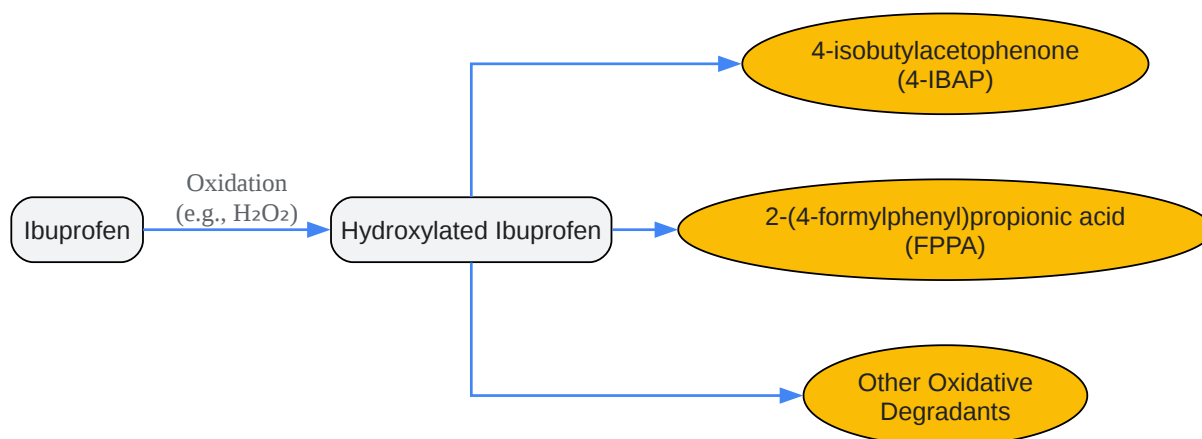 4-isobutylacetophenone
(4-IBAP)
Oxidation
(e.g., H₂O₂)
Ibuprofen
Hydroxylated Ibuprofen
2-(4-formylphenyl)propionic acid
(FPPA)
Other Oxidative
Degradants